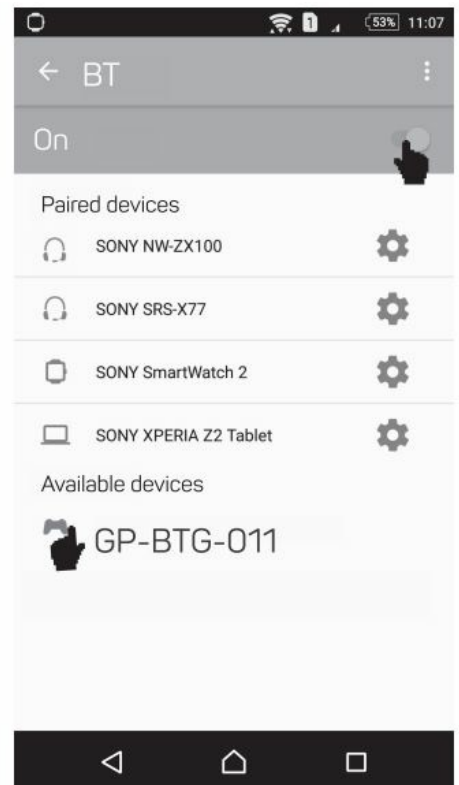 1 53% 11:07
BT
On
Paired devices
SONY NW-ZX100
SONY SRS-X77
SONY SmartWatch 2
SONY XPERIA Z2 Tablet
Available devices
GP-BTG-011